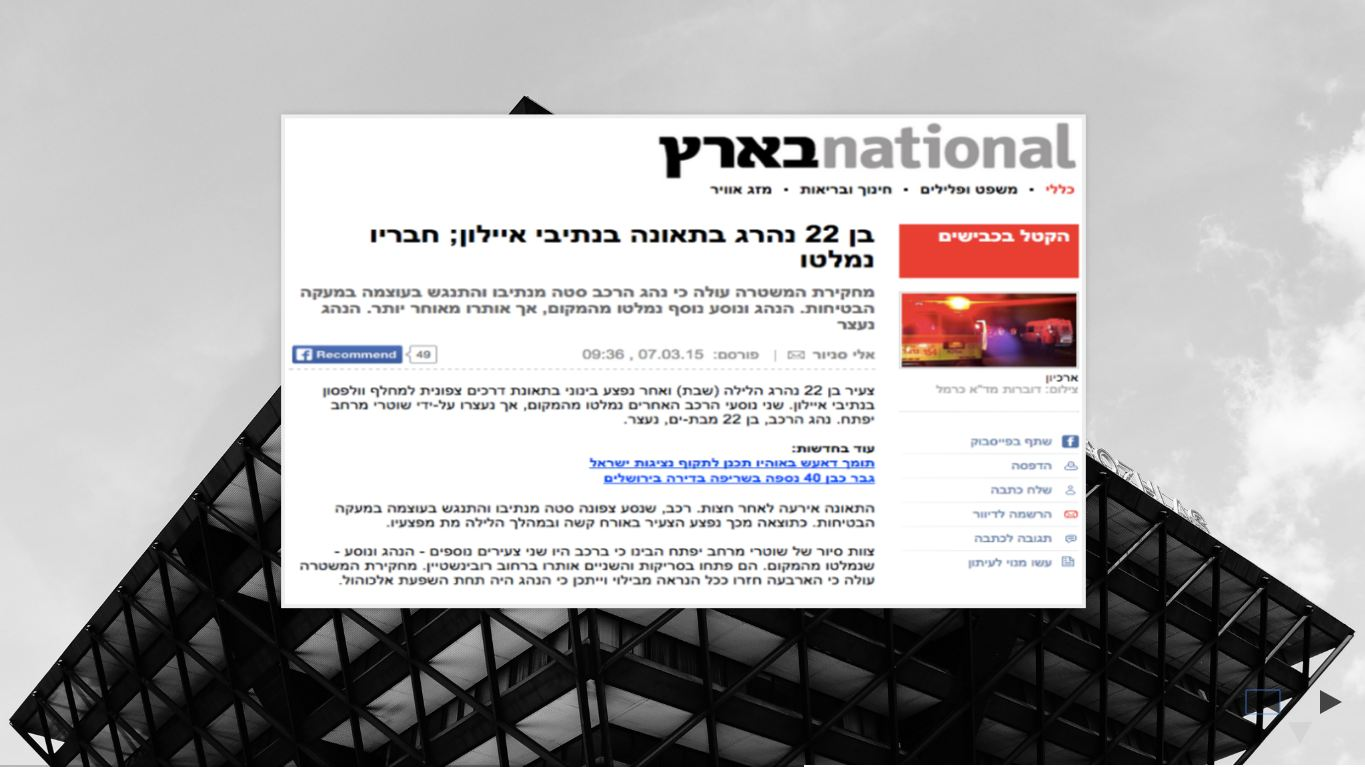 בארץnational
כללי • משפט ופלילים • חינוך ובריאות • מזג אוויר
הקטל בכבישים
בן 22 נהרג בתאונה בנתיבי איילון; חבריו
נמלטו
מחקירת המשטרה עולה כי נהג הרכב סטה מנתיבו והתנגש בעוצמה במעקה
הבטיחות. הנהג ונוסע נוסף נמלטו מהמקום, אך אותרו מאוחר יותר. הנהג
נעצר
אלי סניור | פורסם: 07.03.15 , 09:36
Recommend 49
צעיר בן 22 נהרג הלילה (שבת) ואחר נפצע בינוני בתאונת דרכים צפונית למחלף וולפסון
בנתיבי איילון. שני נוסעי הרכב האחרים נמלטו מהמקום, אך נעצרו על-ידי שוטרי מרחב
יפתח. נהג הרכב, בן 22 מבת-ים, נעצר.
עוד בחדשות:
תומך דאעש באוהיו תכנן לתקוף נציגות ישראל
גבר כבן 40 נספה בשריפה בדירה בירושלים
התאונה אירעה לאחר חצות. רכב, שנסע צפונה סטה מנתיבו והתנגש בעוצמה במעקה
הבטיחות. כתוצאה מכך נפצע הצעיר באורח קשה ובמהלך הלילה מת מפצעיו.
צוות סיור של שוטרי מרחב יפתח הבינו כי ברכב היו שני צעירים נוספים - הנהג ונוסע -
שנמלטו מהמקום. הם פתחו בסריקות והשניים אותרו ברחוב רובינשטיין. מחקירת המשטרה
עולה כי הארבעה חזרו ככל הנראה מבילוי וייתכן כי הנהג היה תחת השפעת אלכוהול.
ארכיון
צילום: דוברות מד"א כרמל
שתף בפייסבוק
הדפסה
שלח כתבה
הרשמה לדיוור
תגובה לכתבה
עשו מנוי לעיתון